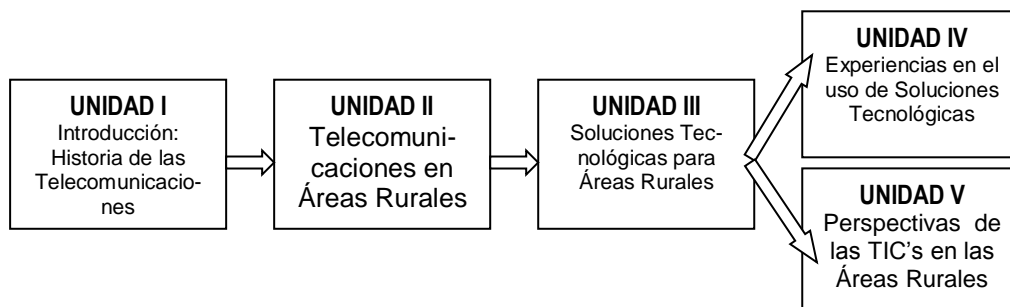 UNIDAD I
Introducción:
Historia de las
Telecomunicacio-
nes
UNIDAD II
Telecomuni-
caciones en
Áreas Rurales
UNIDAD III
Soluciones Tec-
nológicas para
Áreas Rurales
UNIDAD IV
Experiencias en el
uso de Soluciones
Tecnológicas
UNIDAD V
Perspectivas de
las TIC's en las
Áreas Rurales